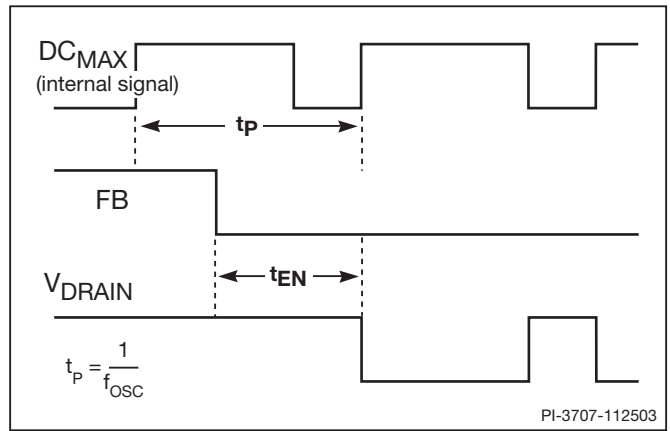 DCMAX
(internal signal)
tP
FB
tEN
VDRAIN
tP = 1/fOSC
PI-3707-112503